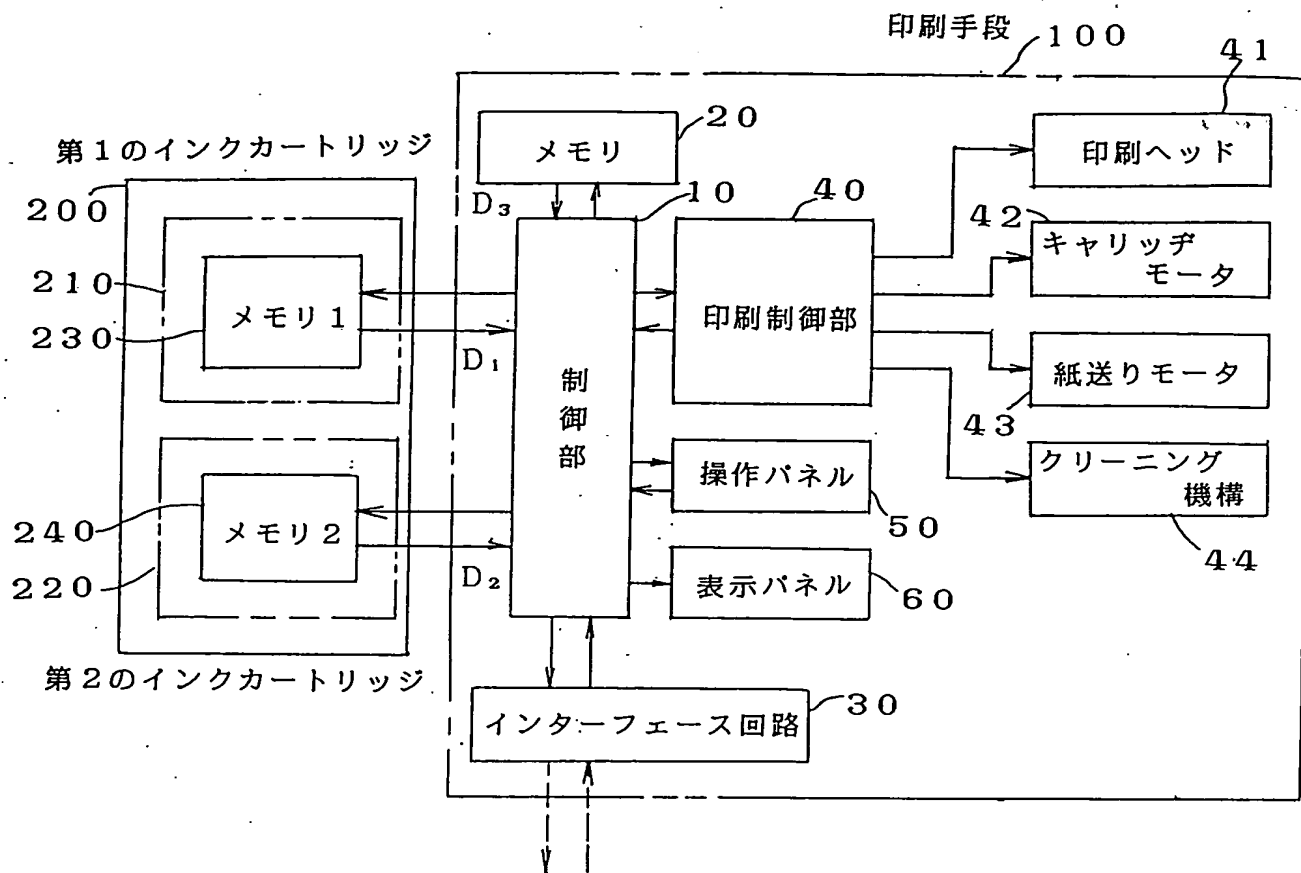 印刷手段
100
41
20
メモリ
印刷ヘッド
第1のインクカートリッジ
D₃
10
40
200
42
キャリッヂ
モータ
210
メモリ1
印刷制御部
230
D₁
紙送りモータ
制御部
43
操作パネル
クリーニング
機構
240
メモリ2
50
44
220
D₂
表示パネル
60
第2のインクカートリッジ
インターフェース回路
30